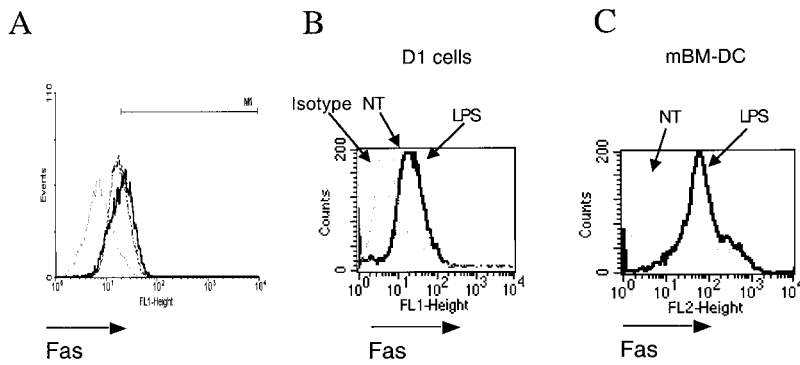 A
110
Events
0
10⁰ 10¹ 10² 10³ 10⁴
FL1-Height
Fas
B
D1 cells
Isotype NT LPS
200
Counts
0
10⁰ 10¹ 10² 10³ 10⁴
FL1-Height
Fas
C
mBM-DC
NT LPS
200
Counts
0
10⁰ 10¹ 10² 10³ 10⁴
FL2-Height
Fas